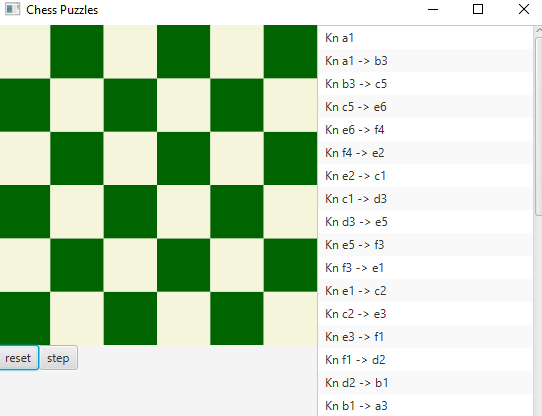 Chess Puzzles
Kn a1
Kn a1 -> b3
Kn b3 -> c5
Kn c5 -> e6
Kn e6 -> f4
Kn f4 -> e2
Kn e2 -> c1
Kn c1 -> d3
Kn d3 -> e5
Kn e5 -> f3
Kn f3 -> e1
Kn e1 -> c2
Kn c2 -> e3
Kn e3 -> f1
Kn f1 -> d2
Kn d2 -> b1
Kn b1 -> a3
reset step